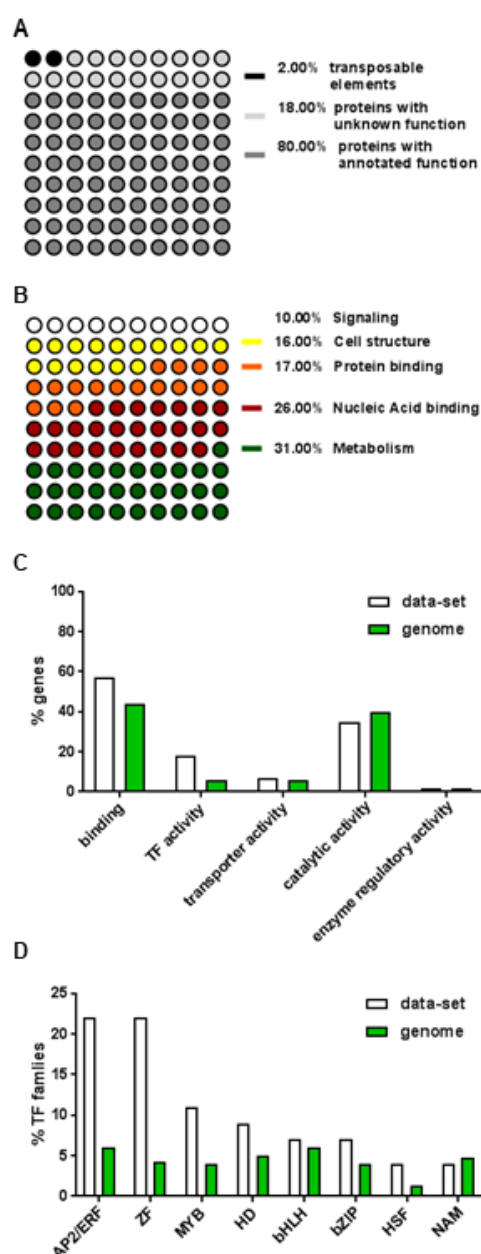 A
2.00% transposable
elements
18.00% proteins with
unknown function
80.00% proteins with
annotated function
B
10.00% Signaling
16.00% Cell structure
17.00% Protein binding
26.00% Nucleic Acid binding
31.00% Metabolism
C
100
80
60
40
20
0
% genes
data-set
genome
binding
TF activity
transporter activity
catalytic activity
enzyme regulatory activity
D
25
20
15
10
5
0
% TF famlies
data-set
genome
AP2/ERF
ZF
MYB
HD
bHLH
bZIP
HSF
NAM